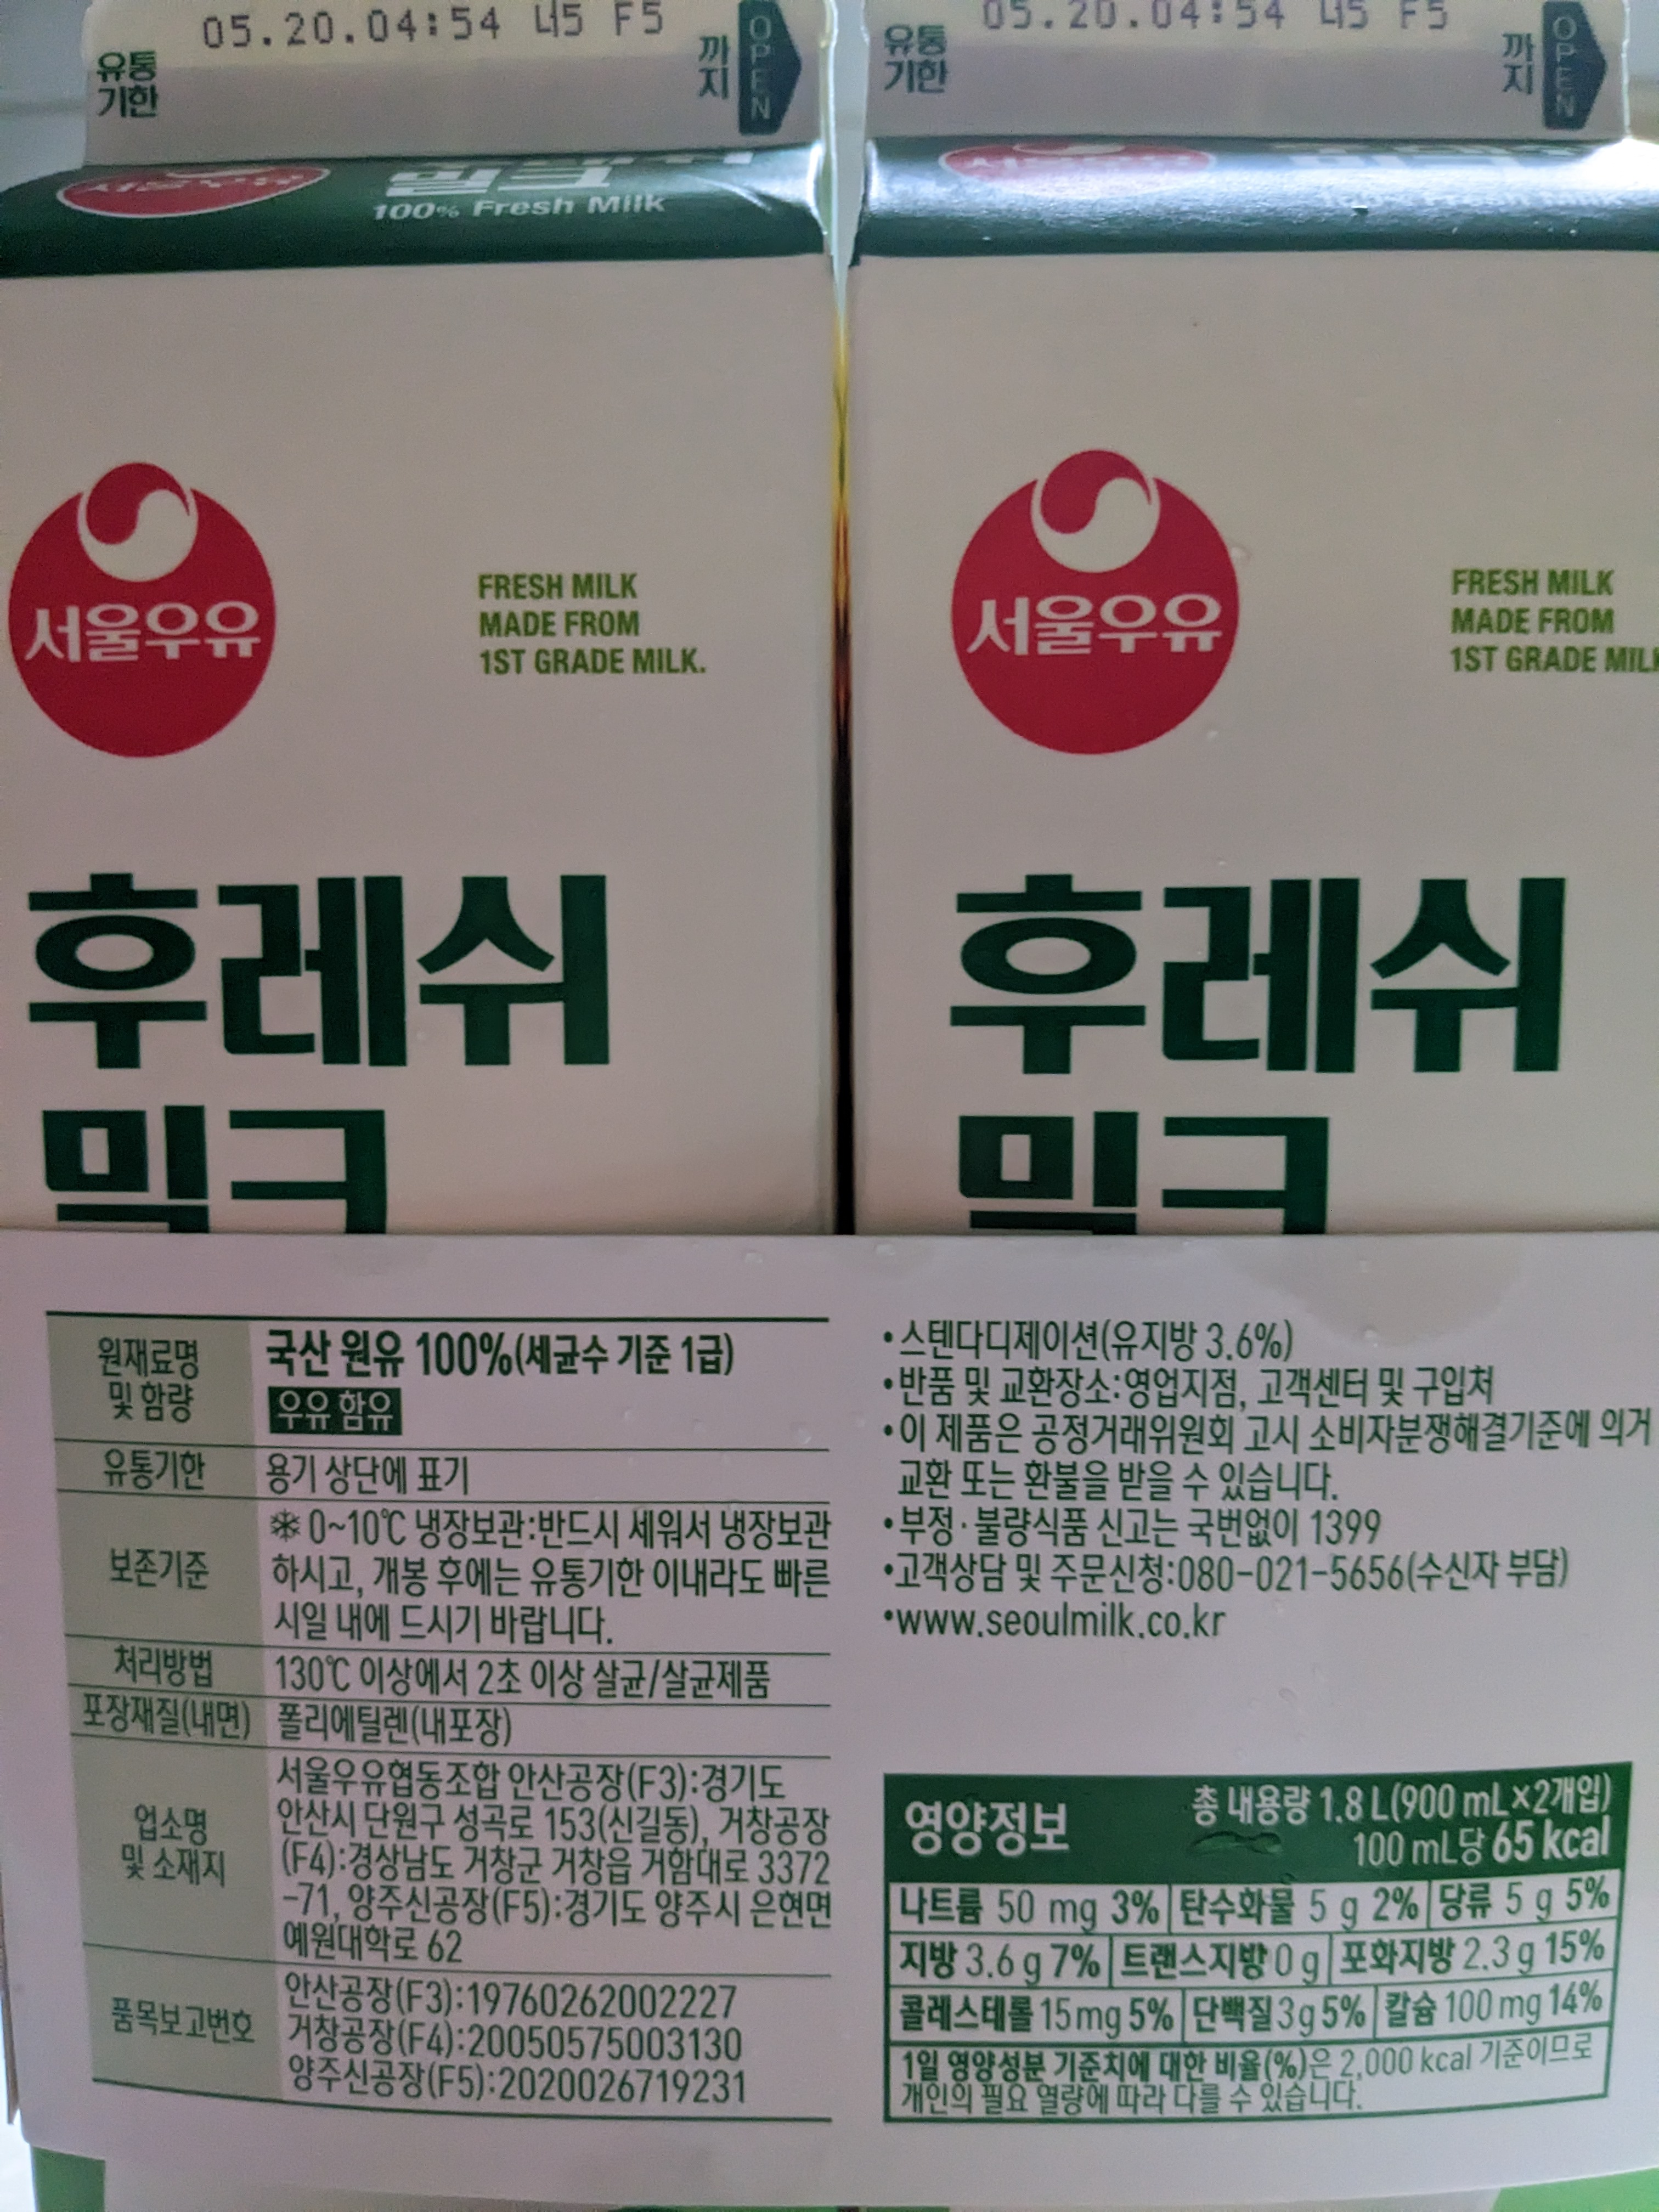 05.20.04:54 너5 F5
유통
기한
까
지
OPEN
서울우유
밀크
100% Fresh Milk
서울우유
FRESH MILK
MADE FROM
1ST GRADE MILK.
후레쉬
밀크
05.20.04:54 너5 F5
유통
기한
까
지
OPEN
서울우유
FRESH MILK
MADE FROM
1ST GRADE MILK
후레쉬
밀크
원재료명
및 함량
국산 원유 100%(세균수 기준 1급)
우유 함유
유통기한
용기 상단에 표기
보존기준
0~10℃ 냉장보관:반드시 세워서 냉장보관
하시고, 개봉 후에는 유통기한 이내라도 빠른
시일 내에 드시기 바랍니다.
처리방법
130℃ 이상에서 2초 이상 살균/살균제품
포장재질(내면)
폴리에틸렌(내포장)
업소명
및 소재지
서울우유협동조합 안산공장(F3):경기도
안산시 단원구 성곡로 153(신길동), 거창공장
(F4):경상남도 거창군 거창읍 거함대로 3372
-71, 양주신공장(F5):경기도 양주시 은현면
예원대학로 62
품목보고번호
안산공장(F3):19760262002227
거창공장(F4):20050575003130
양주신공장(F5):2020026719231
•스텐다디제이션(유지방 3.6%)
•반품 및 교환장소:영업지점, 고객센터 및 구입처
•이 제품은 공정거래위원회 고시 소비자분쟁해결기준에 의거
교환 또는 환불을 받을 수 있습니다.
•부정·불량식품 신고는 국번없이 1399
•고객상담 및 주문신청:080-021-5656(수신자 부담)
•www.seoulmilk.co.kr
영양정보
총 내용량 1.8 L(900 mL×2개입)
100 mL당 65 kcal
나트륨 50 mg 3% 탄수화물 5 g 2% 당류 5 g 5%
지방 3.6 g 7% 트랜스지방 0 g 포화지방 2.3 g 15%
콜레스테롤 15 mg 5% 단백질 3 g 5% 칼슘 100 mg 14%
1일 영양성분 기준치에 대한 비율(%)은 2,000 kcal 기준이므로
개인의 필요 열량에 따라 다를 수 있습니다.